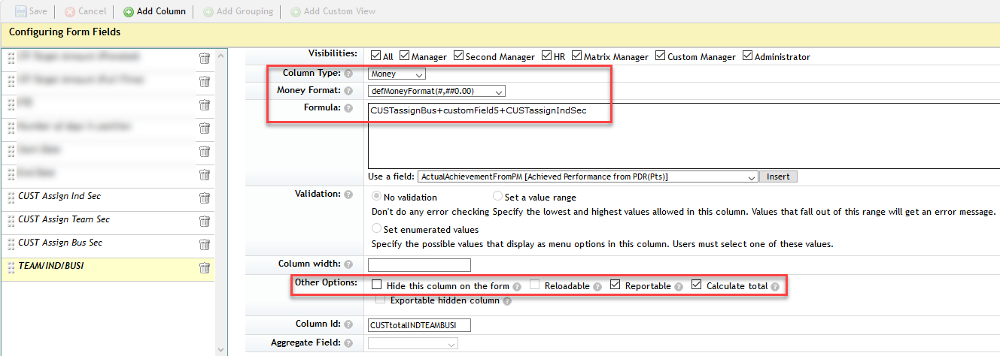 Save Cancel Add Column Add Grouping Add Custom View
Configuring Form Fields
Visibilities: All Manager Second Manager HR Matrix Manager Custom Manager Administrator
Column Type: ? Money
Money Format: ? defMoneyFormat(#,##0.00)
Formula: ? CUSTassignBus+customField5+CUSTassignIndSec
Use a field: ActualAchievementFromPM [Achieved Performance from PDR(Pts)] Insert
CUST Assign Ind Sec
CUST Assign Team Sec
CUST Assign Bus Sec
TEAM/IND/BUSI
Validation: ? No validation Set a value range
Don't do any error checking Specify the lowest and highest values allowed in this column. Values that fall out of this range will get an error message.
Set enumerated values
Specify the possible values that display as menu options in this column. Users must select one of these values.
Column width: ?
Other Options: Hide this column on the form ? Reloadable ? Reportable ? Calculate total ?
Exportable hidden column ?
Column Id: ? CUSTtotalINDTEAMBUSI
Aggregate Field: ?